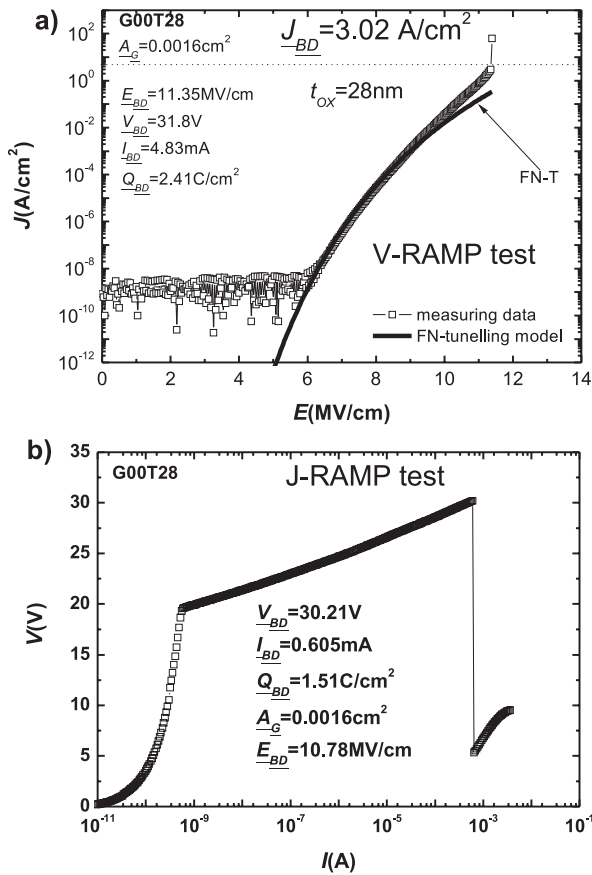 a)
G00T28
J_BD=3.02 A/cm²
A_G=0.0016cm²
E_BD=11.35MV/cm
V_BD=31.8V
I_BD=4.83mA
Q_BD=2.41C/cm²
t_OX=28nm
FN-T
V-RAMP test
measuring data
FN-tunelling model
J(A/cm²)
10² 10⁰ 10⁻² 10⁻⁴ 10⁻⁶ 10⁻⁸ 10⁻¹⁰ 10⁻¹²
0 2 4 6 8 10 12 14
E(MV/cm)
b)
G00T28
J-RAMP test
V_BD=30.21V
I_BD=0.605mA
Q_BD=1.51C/cm²
A_G=0.0016cm²
E_BD=10.78MV/cm
V(V)
35 30 25 20 15 10 5 0
10⁻¹¹ 10⁻⁹ 10⁻⁷ 10⁻⁵ 10⁻³ 10⁻¹
I(A)